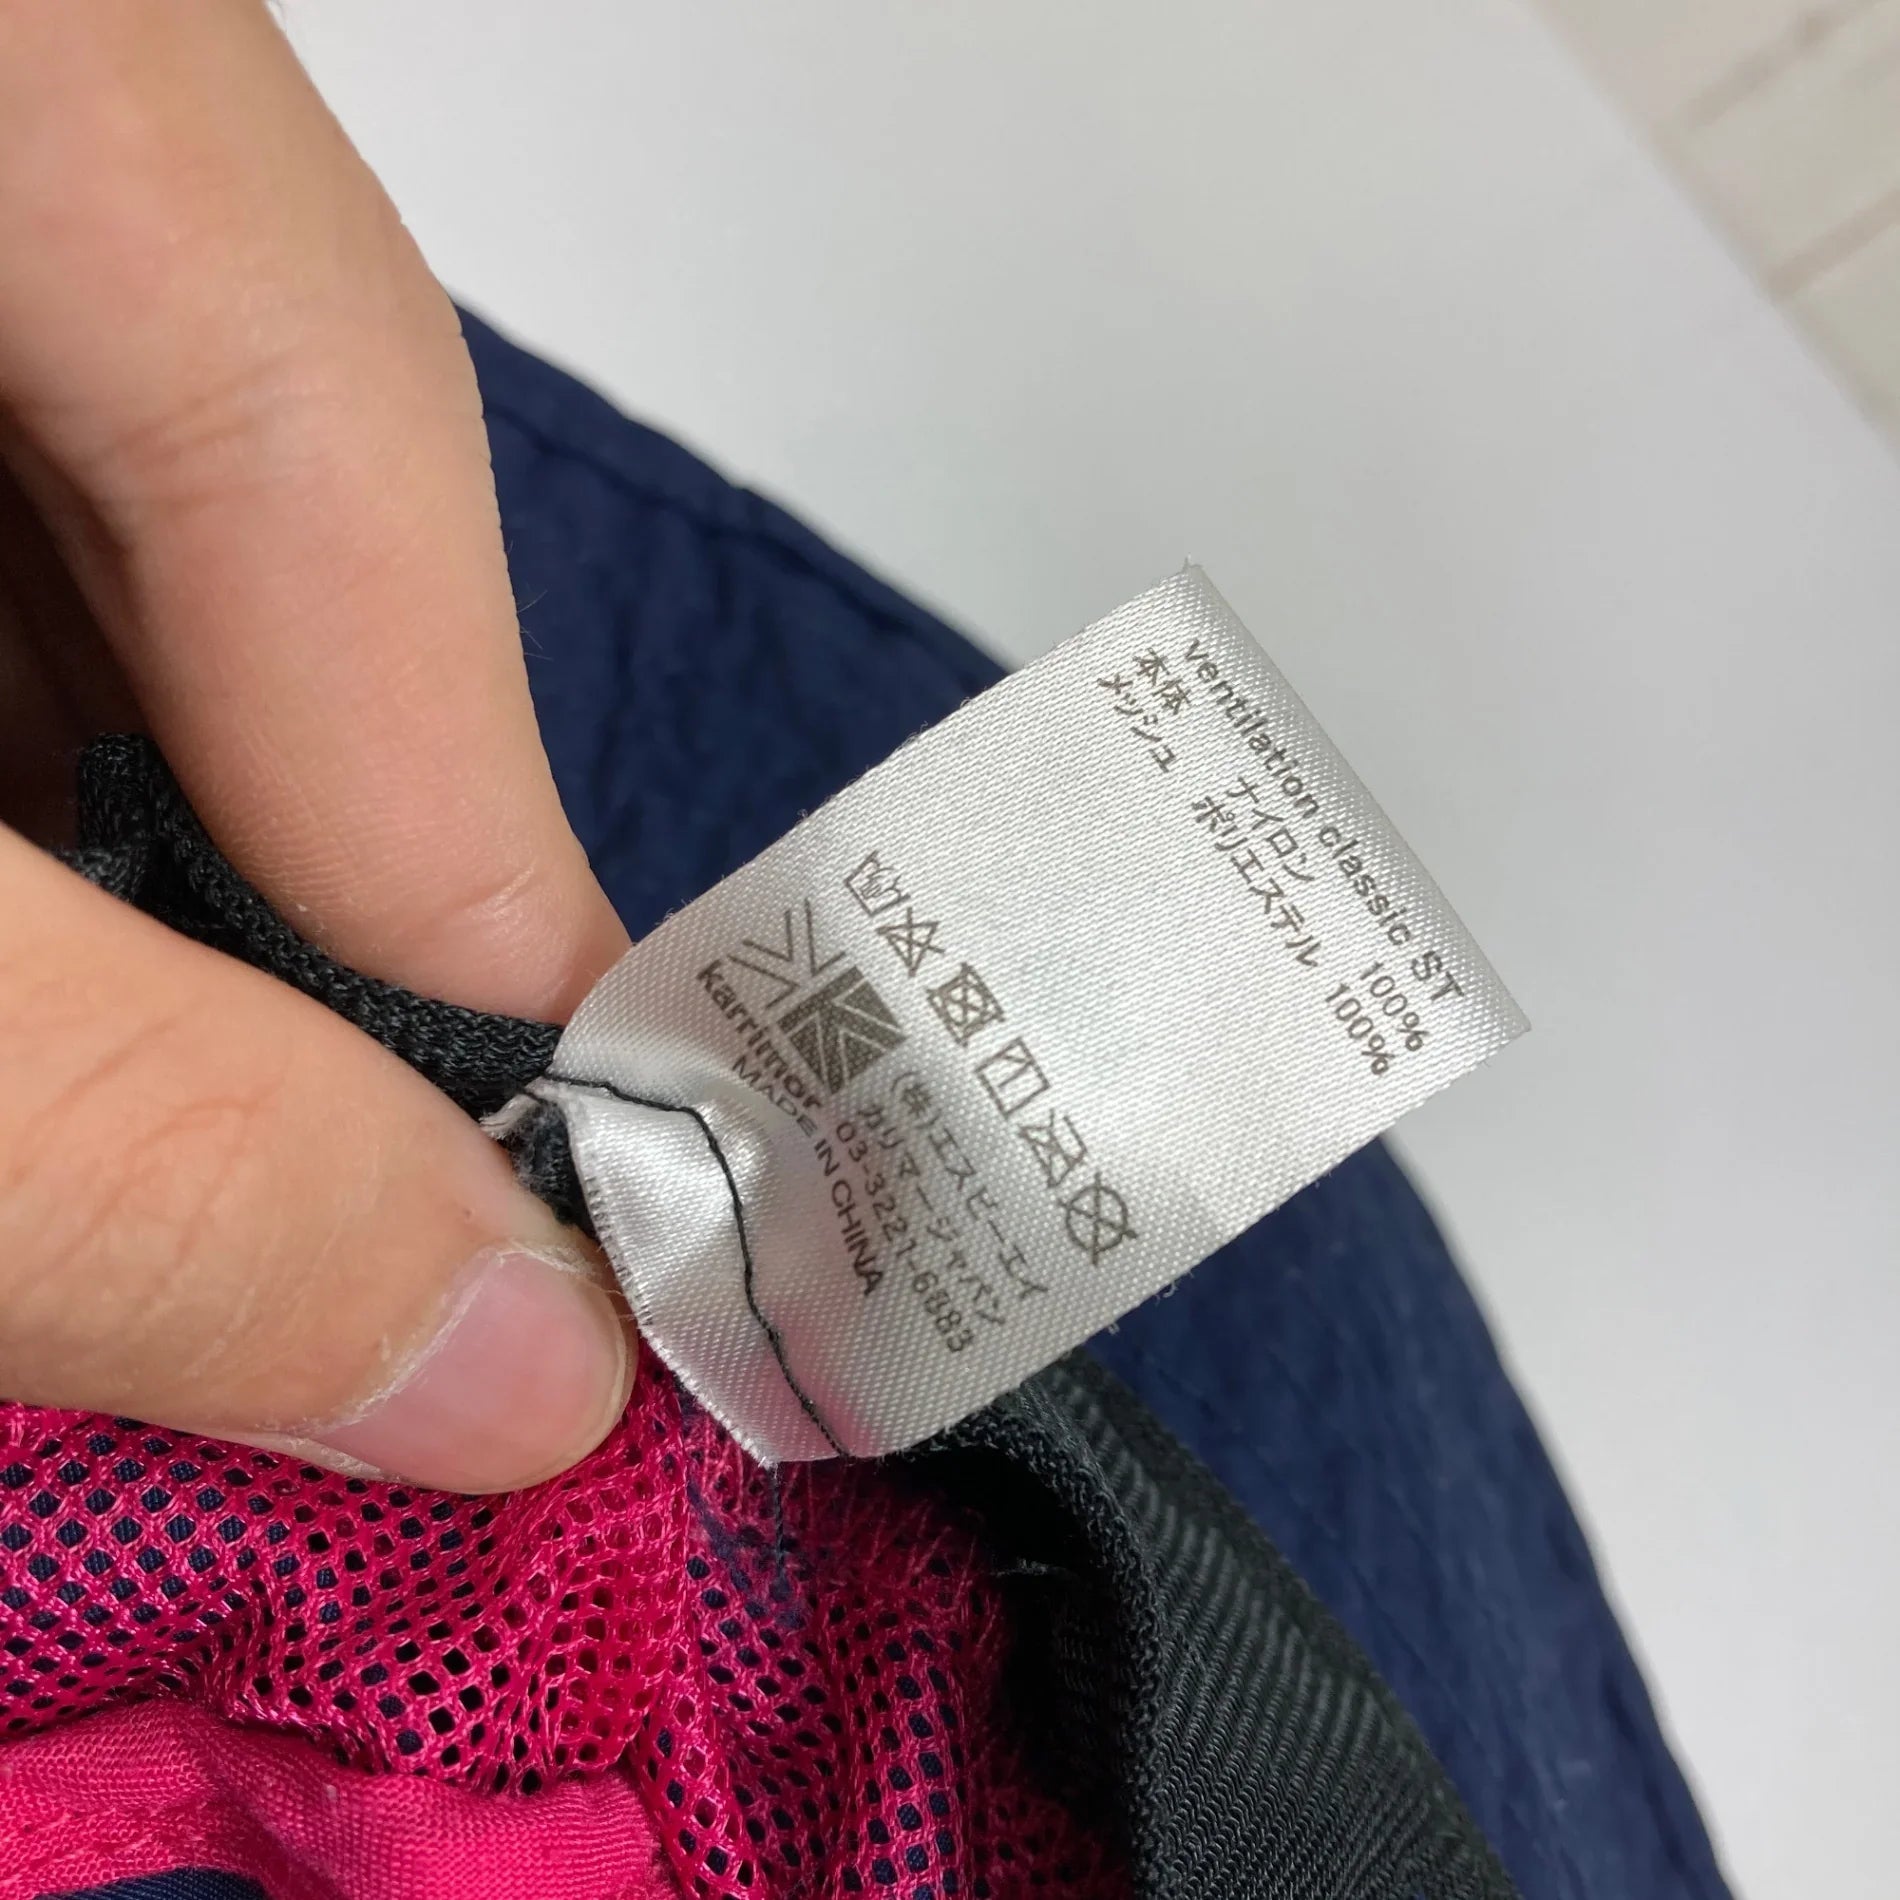 ventilation classic ST
本体 ナイロン 100%
メッシュ ポリエステル 100%
karrimor
(株)エスピーエイ
カリマージャパン
03-3221-6883
MADE IN CHINA